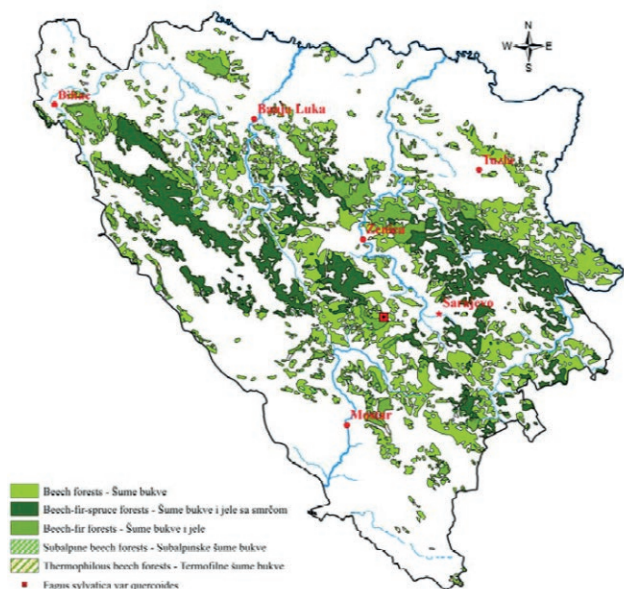 N
W E
S
Bihać
Banja Luka
Tuzla
Zenica
Sarajevo
Mostar
Beech forests - Šume bukve
Beech-fir-spruce forests - Šume bukve i jele sa smrčom
Beech-fir forests - Šume bukve i jele
Subalpine beech forests - Subalpinske šume bukve
Thermophilous beech forests - Termofilne šume bukve
Fagus sylvatica var quercoides